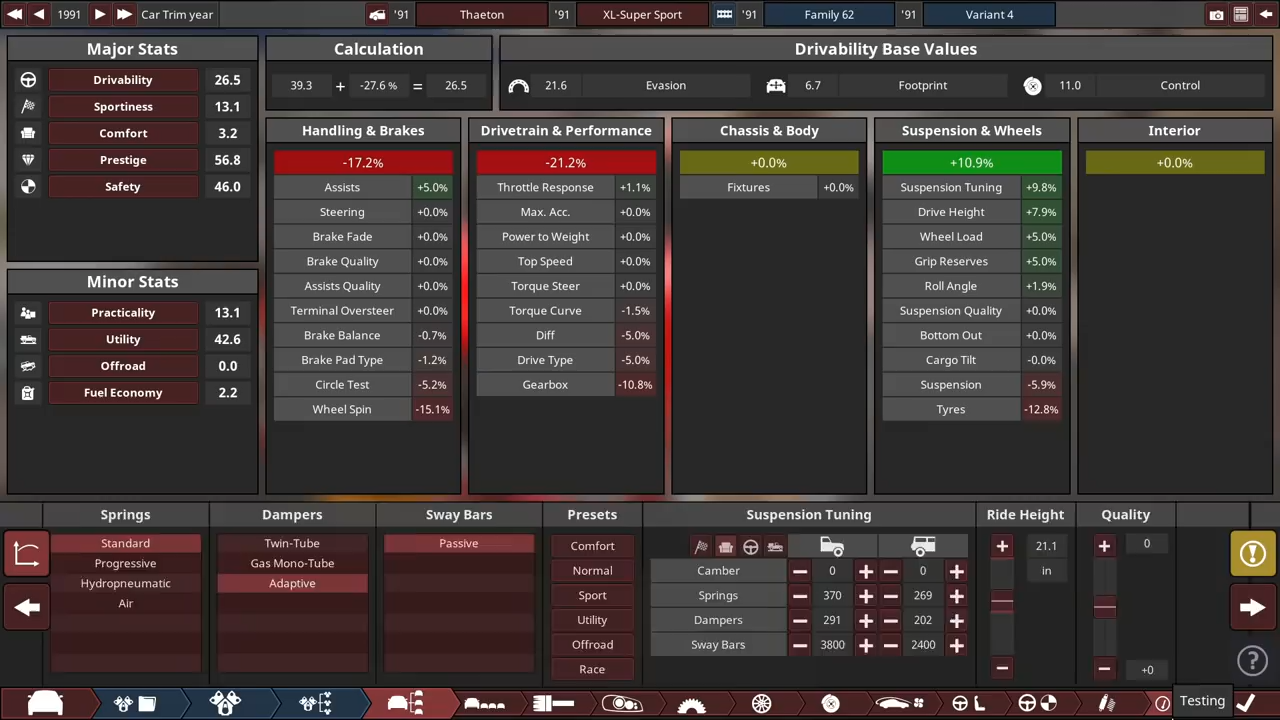 1991 Car Trim year '91 Thaeton '91 XL-Super Sport '91 Family 62 '91 Variant 4
Major Stats
Drivability 26.5
Sportiness 13.1
Comfort 3.2
Prestige 56.8
Safety 46.0
Minor Stats
Practicality 13.1
Utility 42.6
Offroad 0.0
Fuel Economy 2.2
Calculation
39.3 + -27.6 % = 26.5
Drivability Base Values
21.6 Evasion 6.7 Footprint 11.0 Control
Handling & Brakes
-17.2%
Assists +5.0%
Steering +0.0%
Brake Fade +0.0%
Brake Quality +0.0%
Assists Quality +0.0%
Terminal Oversteer +0.0%
Brake Balance -0.7%
Brake Pad Type -1.2%
Circle Test -5.2%
Wheel Spin -15.1%
Drivetrain & Performance
-21.2%
Throttle Response +1.1%
Max. Acc. +0.0%
Power to Weight +0.0%
Top Speed +0.0%
Torque Steer +0.0%
Torque Curve -1.5%
Diff -5.0%
Drive Type -5.0%
Gearbox -10.8%
Chassis & Body
+0.0%
Fixtures +0.0%
Suspension & Wheels
+10.9%
Suspension Tuning +9.8%
Drive Height +7.9%
Wheel Load +5.0%
Grip Reserves +5.0%
Roll Angle +1.9%
Suspension Quality +0.0%
Bottom Out +0.0%
Cargo Tilt -0.0%
Suspension -5.9%
Tyres -12.8%
Interior
+0.0%
Springs
Standard
Progressive
Hydropneumatic
Air
Dampers
Twin-Tube
Gas Mono-Tube
Adaptive
Sway Bars
Passive
Presets
Comfort
Normal
Sport
Utility
Offroad
Race
Suspension Tuning
Camber 0 0
Springs 370 269
Dampers 291 202
Sway Bars 3800 2400
Ride Height
21.1
in
Quality
0
+0
Testing